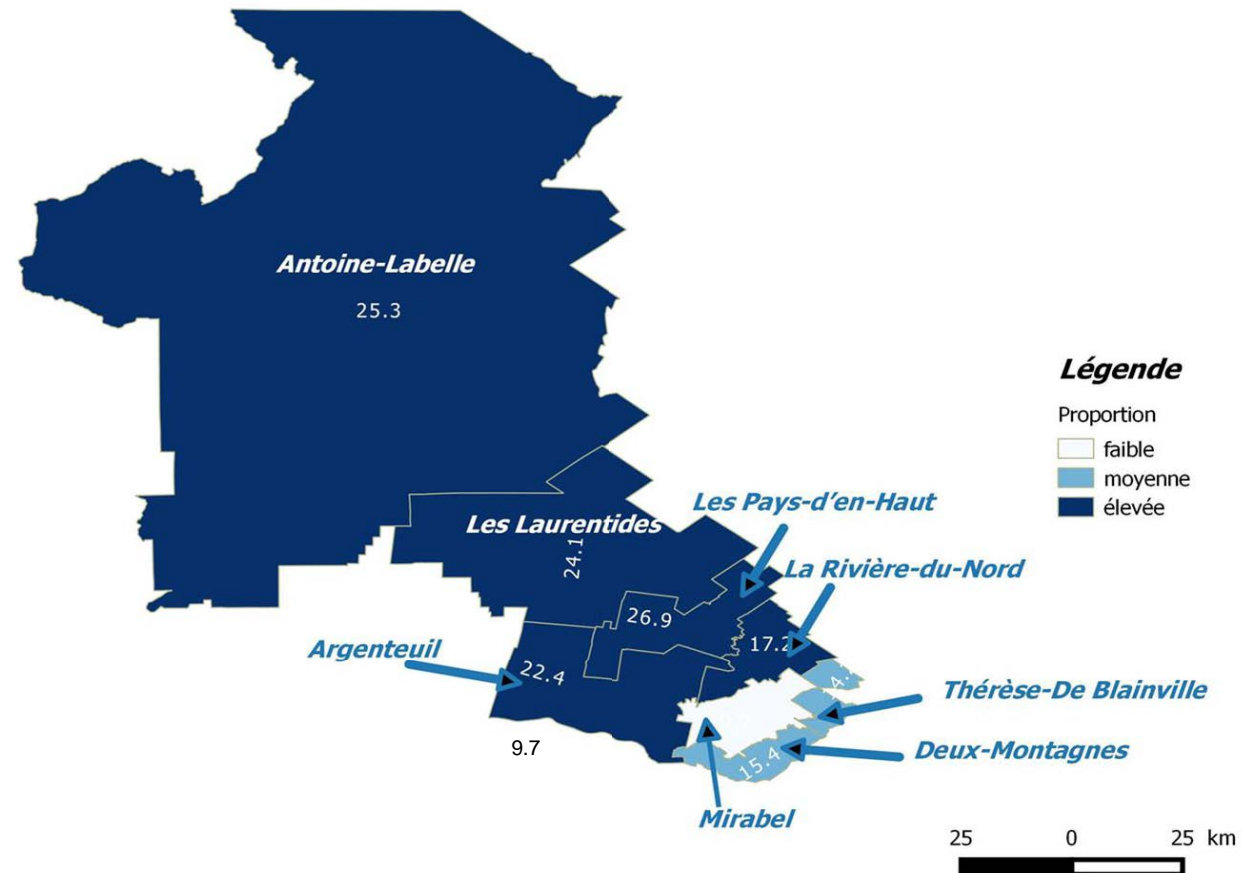 Antoine-Labelle
25.3
Légende
Proportion
faible
moyenne
élevée
Les Pays-d'en-Haut
Les Laurentides
24.1
La Rivière-du-Nord
26.9
17.2
Argenteuil
22.4
Thérèse-De Blainville
9.7
15.4
Deux-Montagnes
Mirabel
25 0 25 km